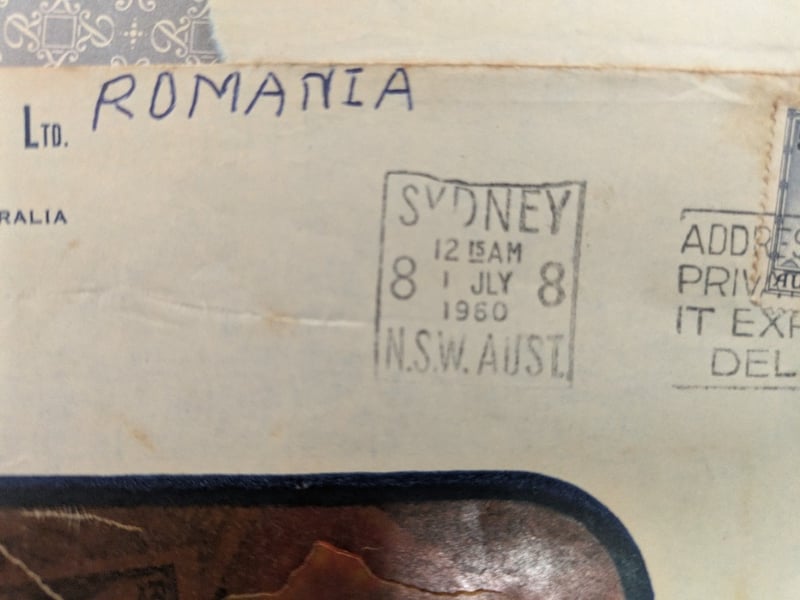 ROMANIA
LTD.
RALIA
SYDNEY
12 15 AM
8 1 JLY 8
1960
N.S.W. AUST.
ADDRES
PRIV
IT EXP
DEL